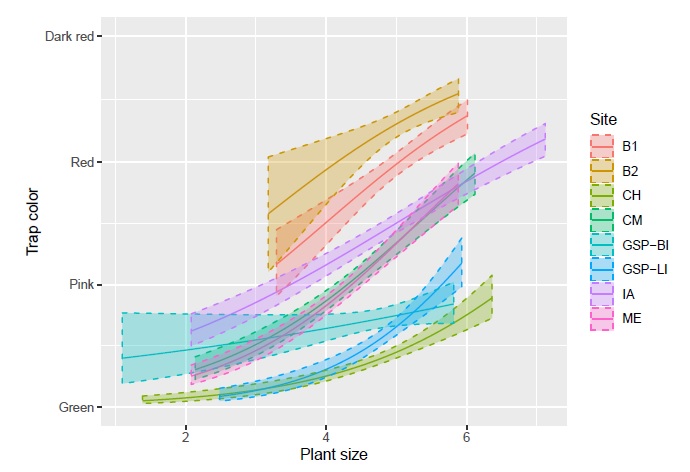 Dark red
Red
Pink
Green
Trap color
2
4
6
Plant size
Site
B1
B2
CH
CM
GSP−BI
GSP−LI
IA
ME